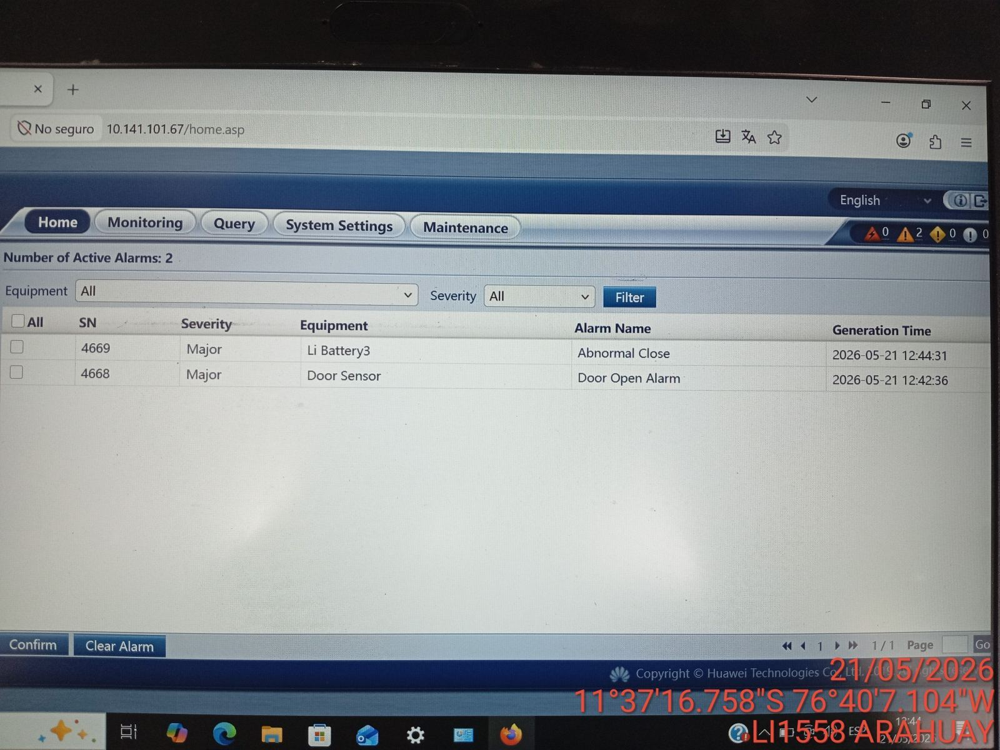 No seguro 10.141.101.67/home.asp
English
Home Monitoring Query System Settings Maintenance
0 2 0 0
Number of Active Alarms: 2
Equipment All Severity All Filter
All SN Severity Equipment Alarm Name Generation Time
4669 Major Li Battery3 Abnormal Close 2026-05-21 12:44:31
4668 Major Door Sensor Door Open Alarm 2026-05-21 12:42:36
Confirm Clear Alarm 1 1 / 1 Page Go
Copyright © Huawei Technologies Co., Ltd.
21/05/2026
11°37'16.758"S 76°40'7.104"W
12:44
LI1558 ARAHUAY